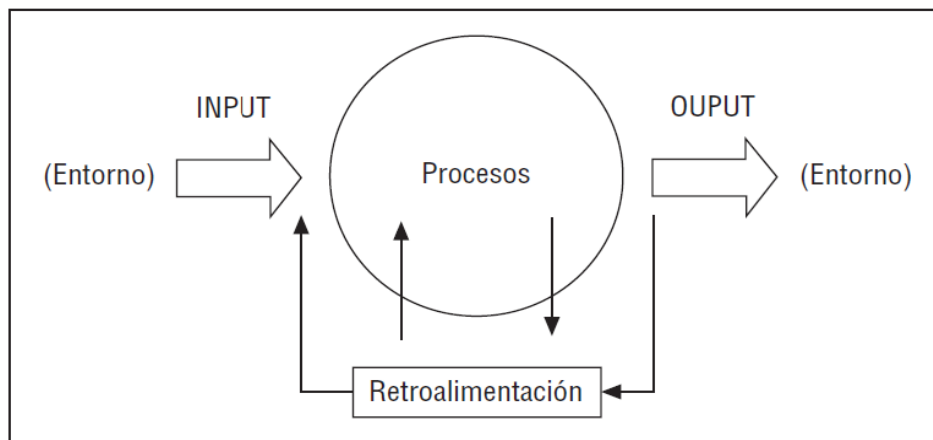 INPUT
OUPUT
(Entorno)
Procesos
(Entorno)
Retroalimentación